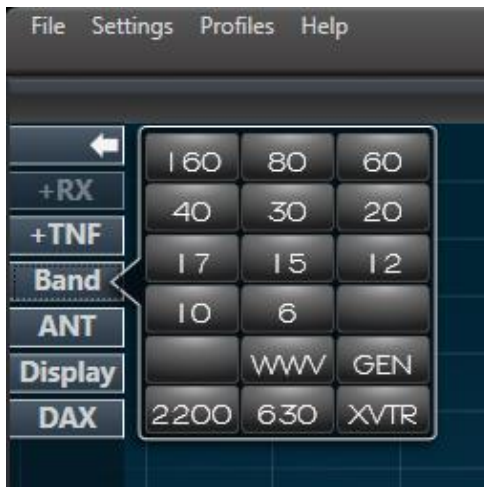 File Settings Profiles Help
+RX
+TNF
Band
ANT
Display
DAX
160 80 60
40 30 20
17 15 12
10 6
WWV GEN
2200 630 XVTR